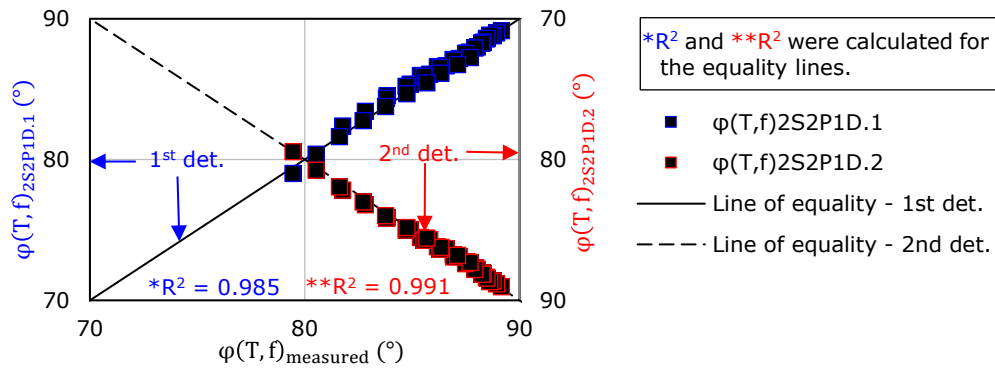 90
80
70
φ(T,f)2S2P1D.1 (°)
1st det.
2nd det.
*R² = 0.985
**R² = 0.991
70
80
90
φ(T,f)measured (°)
70
80
90
φ(T,f)2S2P1D.2 (°)
*R² and **R² were calculated for
the equality lines.
φ(T,f)2S2P1D.1
φ(T,f)2S2P1D.2
Line of equality - 1st det.
Line of equality - 2nd det.